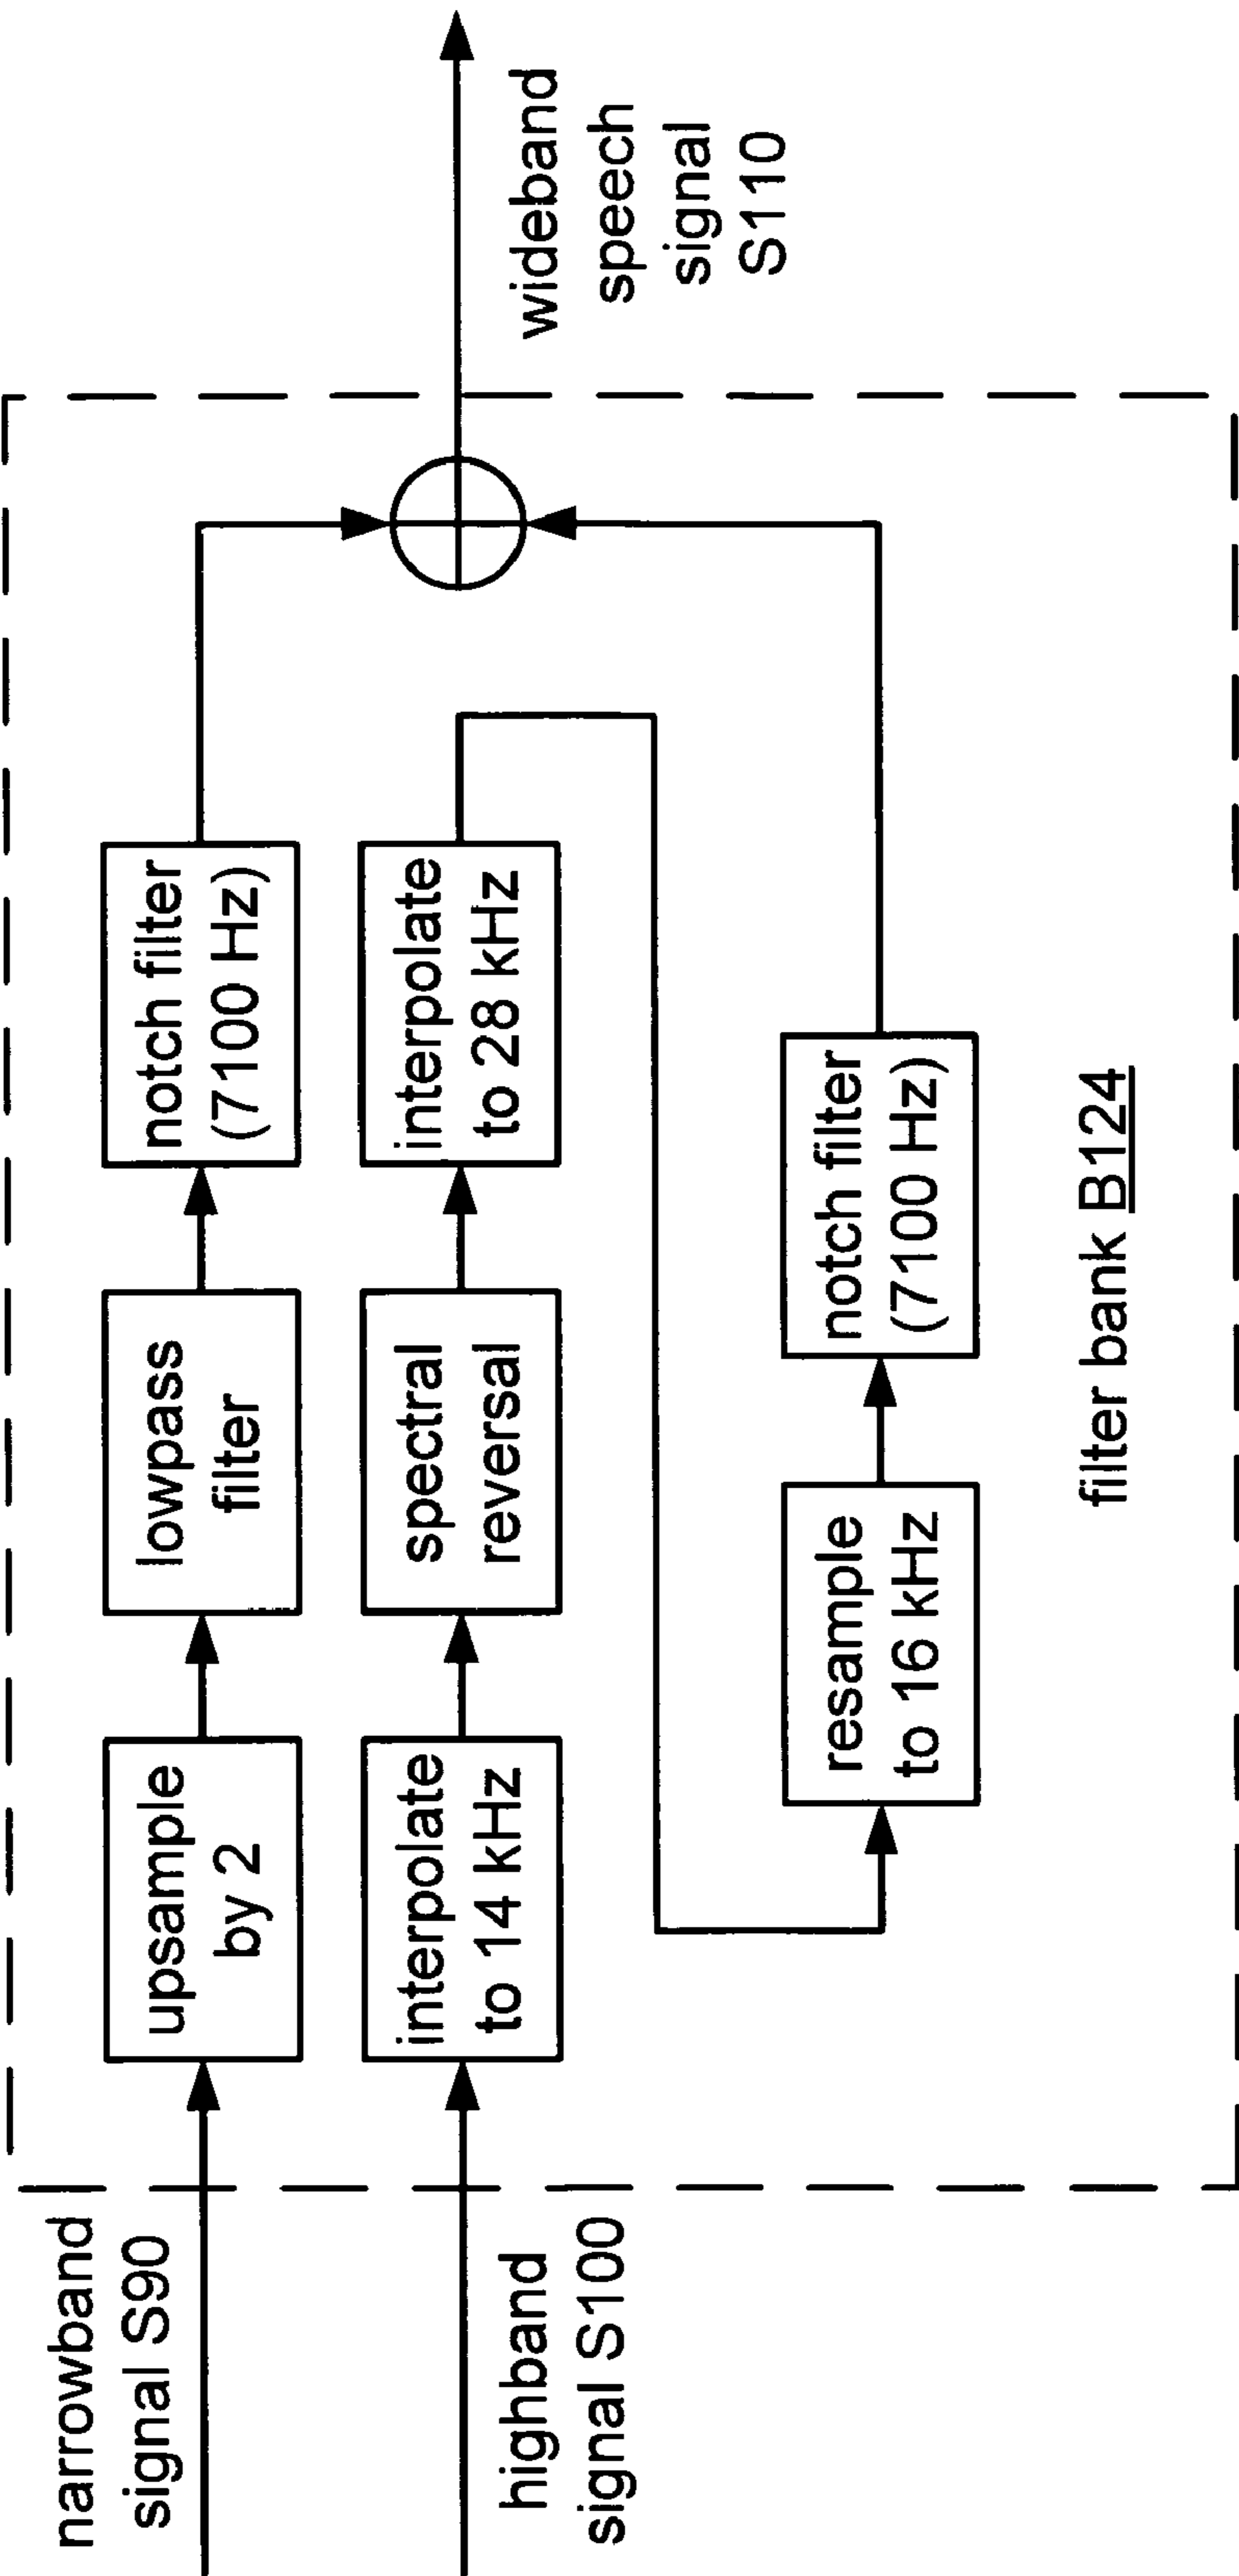 narrowband
signal S90
upsample
by 2
lowpass
filter
notch filter
(7100 Hz)
highband
signal S100
interpolate
to 14 kHz
spectral
reversal
interpolate
to 28 kHz
resample
to 16 kHz
notch filter
(7100 Hz)
wideband
speech
signal
S110
filter bank B124